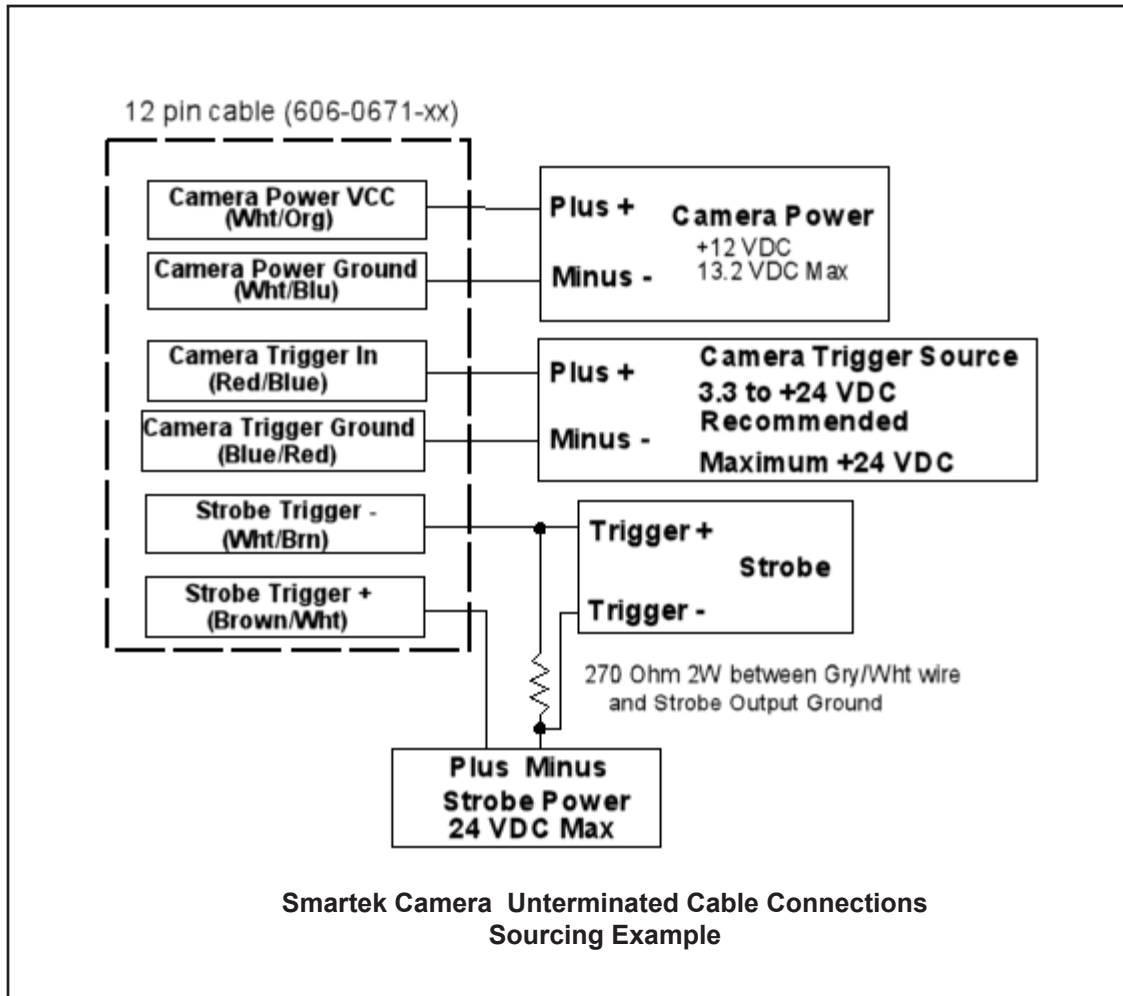 12 pin cable (606-0671-xx)
Camera Power VCC
(Wht/Org)
Camera Power Ground
(Wht/Blu)
Camera Trigger In
(Red/Blue)
Camera Trigger Ground
(Blue/Red)
Strobe Trigger -
(Wht/Brn)
Strobe Trigger +
(Brown/Wht)
Plus +
Minus -
Camera Power
+12 VDC
13.2 VDC Max
Plus +
Minus -
Camera Trigger Source
3.3 to +24 VDC
Recommended
Maximum +24 VDC
Trigger +
Strobe
Trigger -
270 Ohm 2W between Gry/Wht wire
and Strobe Output Ground
Plus Minus
Strobe Power
24 VDC Max
Smartek Camera Unterminated Cable Connections
Sourcing Example